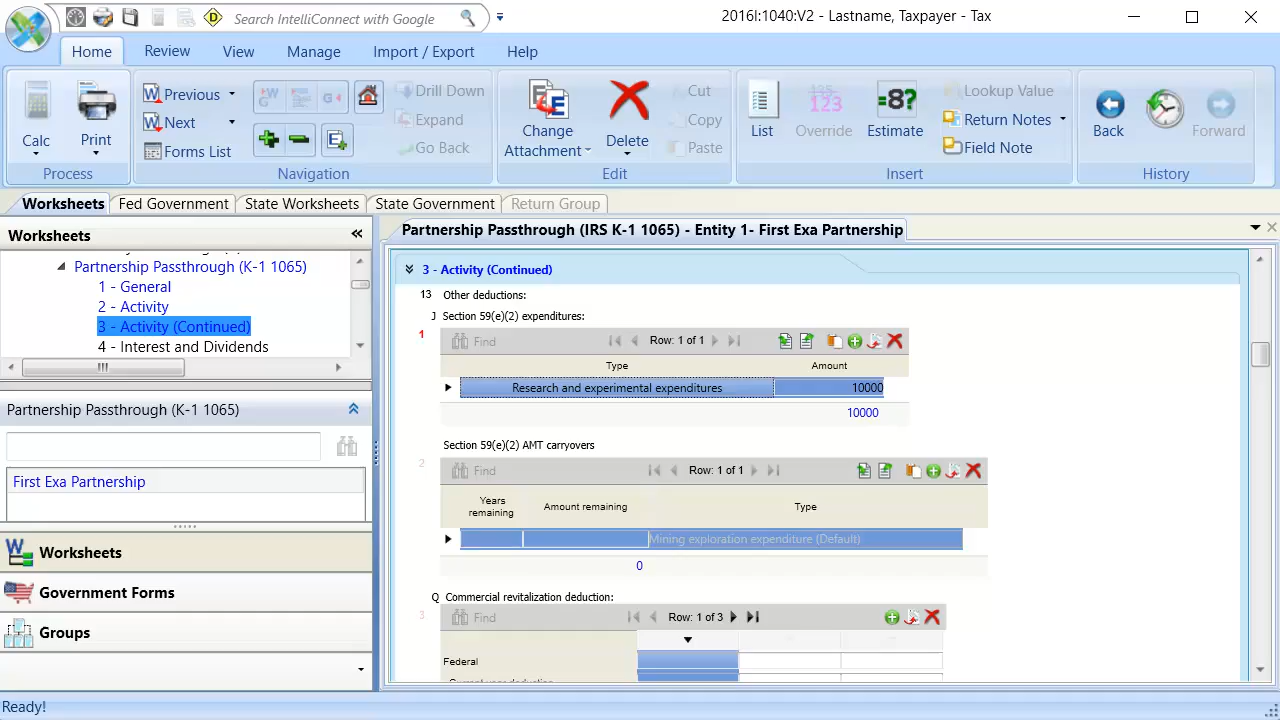 Search IntelliConnect with Google
2016I:1040:V2 - Lastname, Taxpayer - Tax
Home Review View Manage Import / Export Help
Calc
Print
Process
Previous
Next
Forms List
Drill Down
Expand
Go Back
Navigation
Change
Attachment
Delete
Cut
Copy
Paste
Edit
List
123
Override
=8?
Estimate
Lookup Value
Return Notes
Field Note
Insert
Back
Forward
History
Worksheets Fed Government State Worksheets State Government Return Group
Worksheets
Partnership Passthrough (K-1 1065)
1 - General
2 - Activity
3 - Activity (Continued)
4 - Interest and Dividends
Partnership Passthrough (K-1 1065)
First Exa Partnership
Worksheets
Government Forms
Groups
Partnership Passthrough (IRS K-1 1065) - Entity 1- First Exa Partnership
3 - Activity (Continued)
13 Other deductions:
J Section 59(e)(2) expenditures:
1 Find Row: 1 of 1
Type Amount
Research and experimental expenditures 10000
10000
Section 59(e)(2) AMT carryovers
2 Find Row: 1 of 1
Years
remaining
Amount remaining
Type
Mining exploration expenditure (Default)
0
Q Commercial revitalization deduction:
3 Find Row: 1 of 3
Federal
Ready!